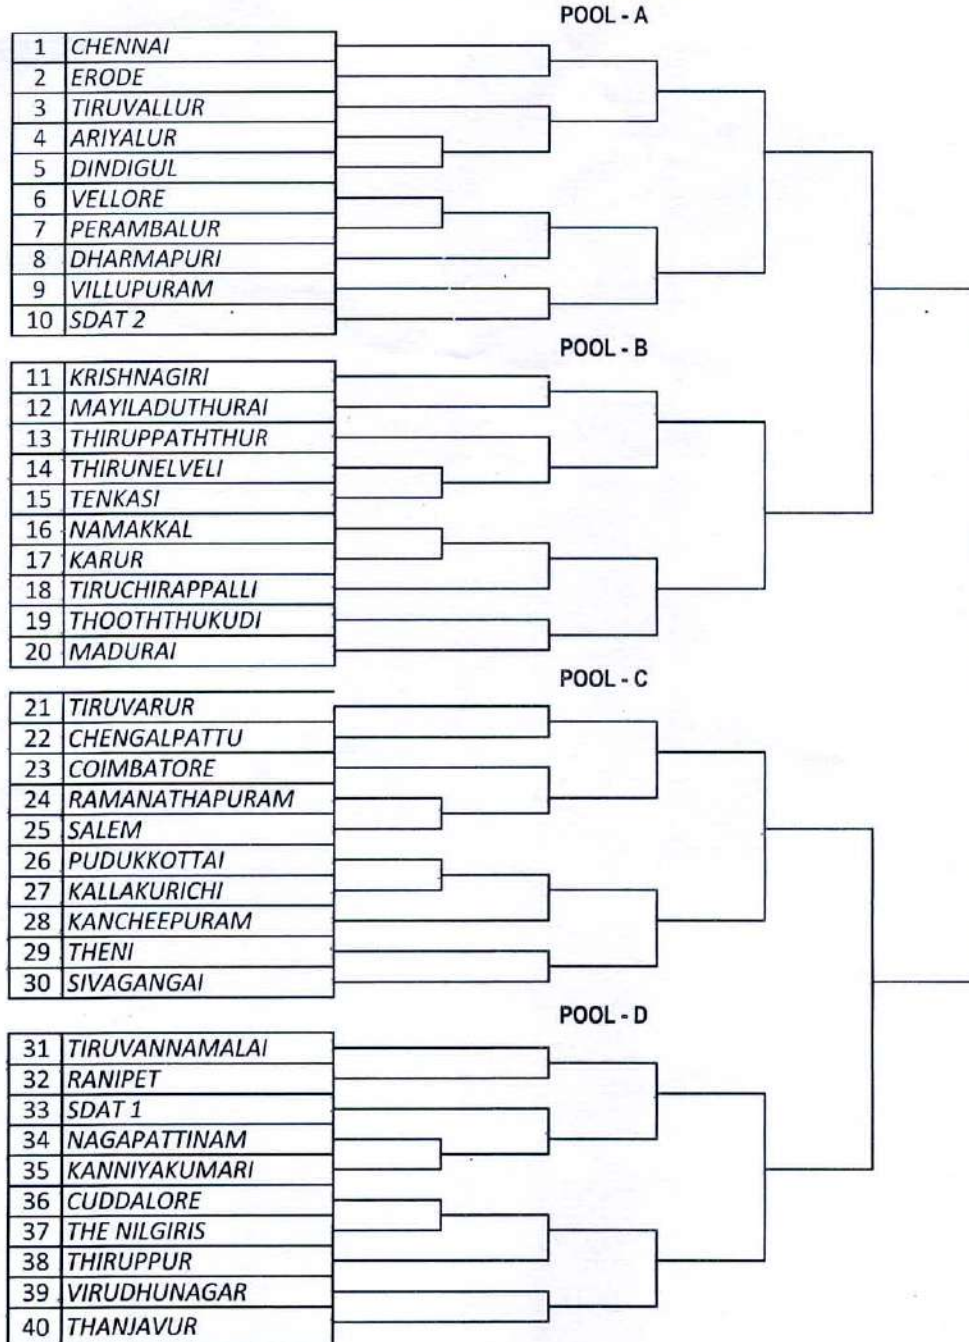 POOL - A
1 CHENNAI
2 ERODE
3 TIRUVALLUR
4 ARIYALUR
5 DINDIGUL
6 VELLORE
7 PERAMBALUR
8 DHARMAPURI
9 VILLUPURAM
10 SDAT 2
POOL - B
11 KRISHNAGIRI
12 MAYILADUTHURAI
13 THIRUPPATHTHUR
14 THIRUNELVELI
15 TENKASI
16 NAMAKKAL
17 KARUR
18 TIRUCHIRAPPALLI
19 THOOTHTHUKUDI
20 MADURAI
POOL - C
21 TIRUVARUR
22 CHENGALPATTU
23 COIMBATORE
24 RAMANATHAPURAM
25 SALEM
26 PUDUKKOTTAI
27 KALLAKURICHI
28 KANCHEEPURAM
29 THENI
30 SIVAGANGAI
POOL - D
31 TIRUVANNAMALAI
32 RANIPET
33 SDAT 1
34 NAGAPATTINAM
35 KANNIYAKUMARI
36 CUDDALORE
37 THE NILGIRIS
38 THIRUPPUR
39 VIRUDHUNAGAR
40 THANJAVUR